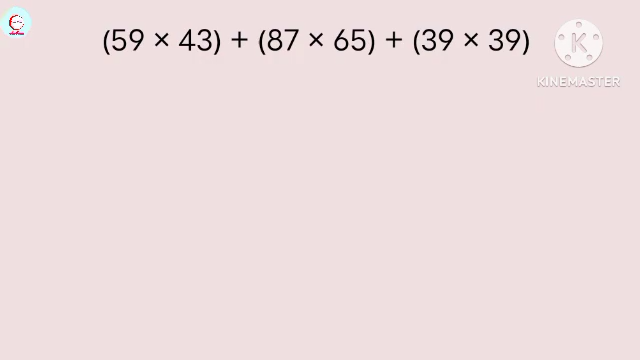 (59 × 43) + (87 × 65) + (39 × 39)
KINEMASTER